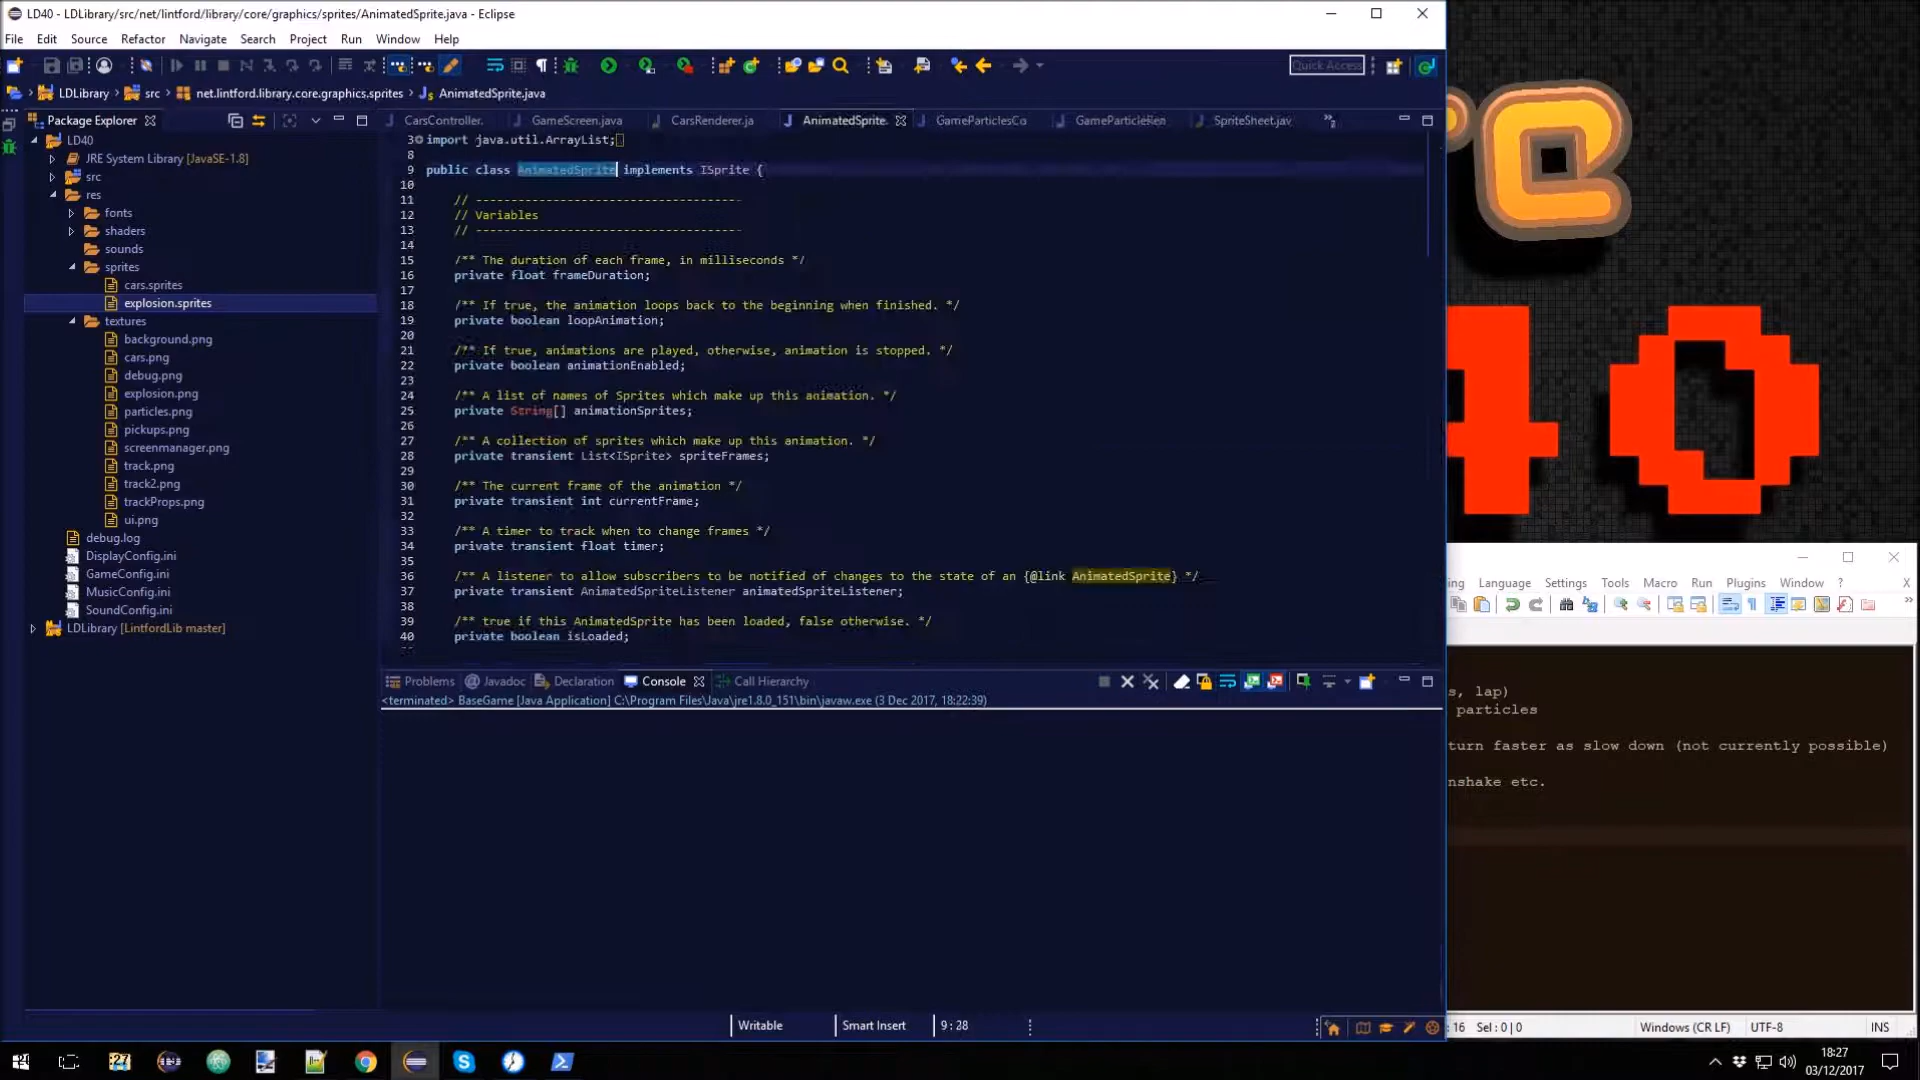 LD40 - LDLibrary/src/net/lintford/library/core/graphics/sprites/AnimatedSprite.java - Eclipse
File Edit Source Refactor Navigate Search Project Run Window Help
Quick Access
LDLibrary src net.lintford.library.core.graphics.sprites AnimatedSprite.java
Package Explorer
LD40
JRE System Library [JavaSE-1.8]
src
res
fonts
shaders
sounds
sprites
cars.sprites
explosion.sprites
textures
background.png
cars.png
debug.png
explosion.png
particles.png
pickups.png
screenmanager.png
track.png
track2.png
trackProps.png
ui.png
debug.log
DisplayConfig.ini
GameConfig.ini
MusicConfig.ini
SoundConfig.ini
LDLibrary [LintfordLib master]
CarsController. GameScreen.java CarsRenderer.ja AnimatedSprite. GameParticlesCo GameParticleRen SpriteSheet.jav
3 import java.util.ArrayList;
8
9 public class AnimatedSprite implements ISprite {
10
11 // --------------------------------------
12 // Variables
13 // --------------------------------------
14
15 /** The duration of each frame, in milliseconds */
16 private float frameDuration;
17
18 /** If true, the animation loops back to the beginning when finished. */
19 private boolean loopAnimation;
20
21 /** If true, animations are played, otherwise, animation is stopped. */
22 private boolean animationEnabled;
23
24 /** A list of names of Sprites which make up this animation. */
25 private String[] animationSprites;
26
27 /** A collection of sprites which make up this animation. */
28 private transient List<ISprite> spriteFrames;
29
30 /** The current frame of the animation */
31 private transient int currentFrame;
32
33 /** A timer to track when to change frames */
34 private transient float timer;
35
36 /** A listener to allow subscribers to be notified of changes to the state of an {@link AnimatedSprite} */
37 private transient AnimatedSpriteListener animatedSpriteListener;
38
39 /** true if this AnimatedSprite has been loaded, false otherwise. */
40 private boolean isLoaded;
Problems Javadoc Declaration Console Call Hierarchy
<terminated> BaseGame [Java Application] C:\Program Files\Java\jre1.8.0_151\bin\javaw.exe (3 Dec 2017, 18:22:39)
Writable Smart Insert 9 : 28
C
40
ing Language Settings Tools Macro Run Plugins Window ?
s, lap)
particles
turn faster as slow down (not currently possible)
nshake etc.
: 16 Sel : 0 | 0 Windows (CR LF) UTF-8 INS
27
18:27
03/12/2017